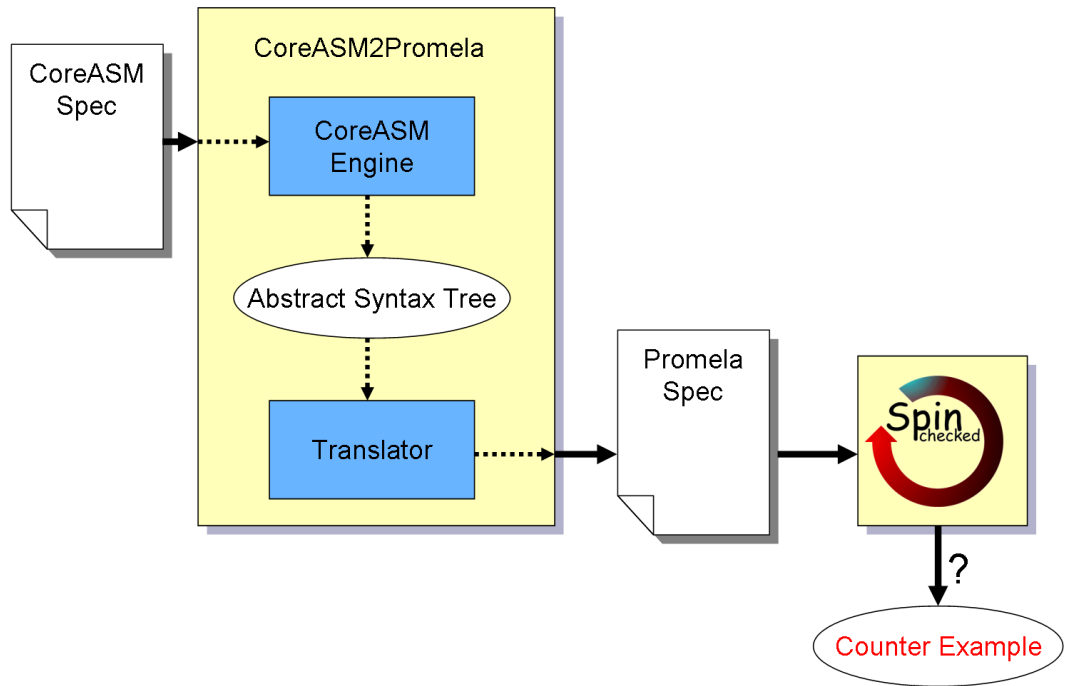 CoreASM2Promela
CoreASM
Spec
CoreASM
Engine
Abstract Syntax Tree
Translator
Promela
Spec
Spin
checked
?
Counter Example